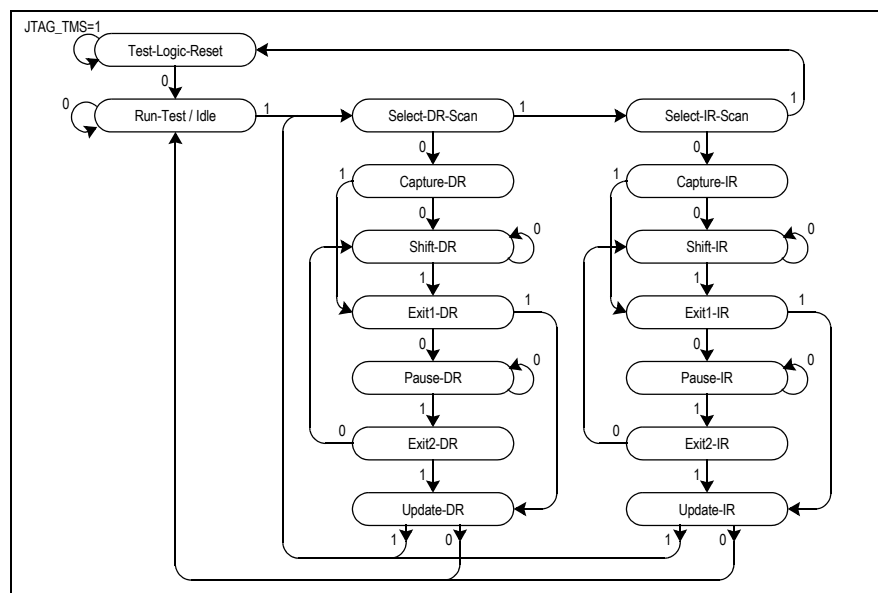 JTAG_TMS=1
Test-Logic-Reset
0
1
0
Run-Test / Idle
1
Select-DR-Scan
1
Select-IR-Scan
0
0
1
Capture-DR
1
Capture-IR
0
0
0
0
Shift-DR
Shift-IR
1
1
Exit1-DR
1
Exit1-IR
1
0
0
0
0
Pause-DR
Pause-IR
1
1
0
Exit2-DR
0
Exit2-IR
1
1
Update-DR
Update-IR
1
0
1
0